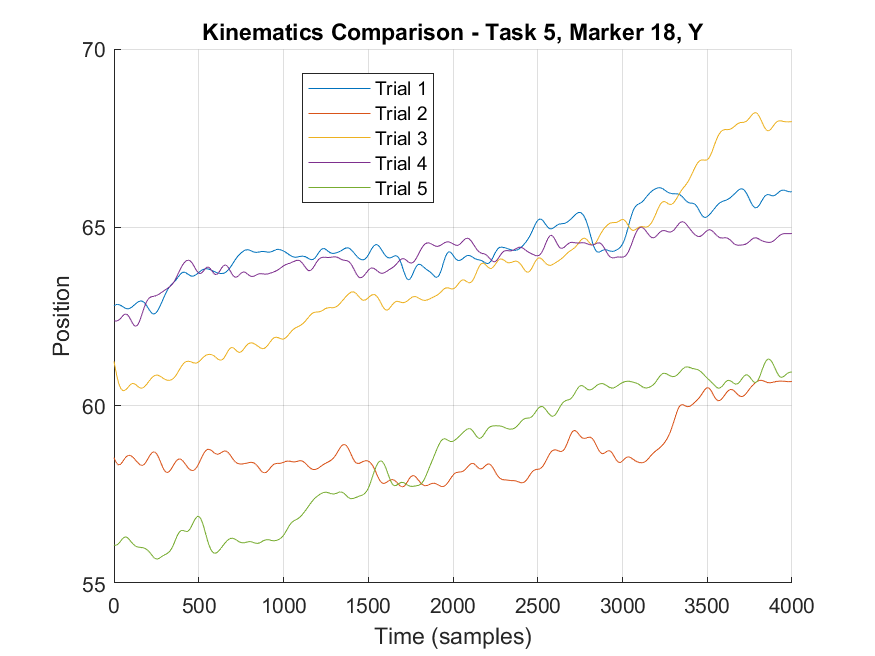 Kinematics Comparison - Task 5, Marker 18, Y
70
65
60
55
Position
Trial 1
Trial 2
Trial 3
Trial 4
Trial 5
0 500 1000 1500 2000 2500 3000 3500 4000
Time (samples)